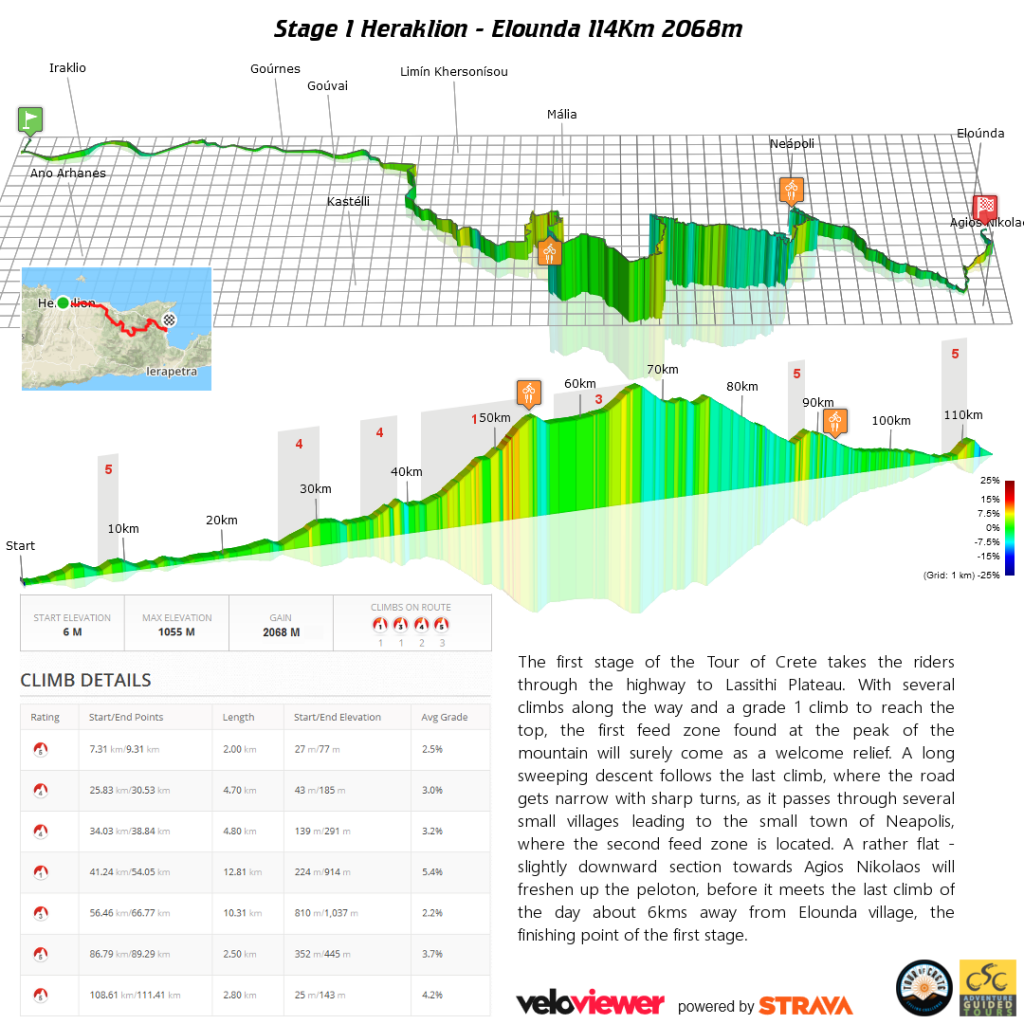 Stage 1 Heraklion - Elounda 114Km 2068m
Iraklio
Goúrnes
Goúvai
Limín Khersonísou
Mália
Neápoli
Eloúnda
Ano Arhanes
Kastélli
Agios Nikolao
Heraklion
Ierapetra
Start
10km
20km
30km
40km
50km
60km
70km
80km
90km
100km
110km
5
4
4
1
3
5
5
25%
15%
7.5%
0%
-7.5%
-15%
(Grid: 1 km) -25%
START ELEVATION
6 M
MAX ELEVATION
1055 M
GAIN
2068 M
CLIMBS ON ROUTE
1 3 4 5
1 1 2 3
CLIMB DETAILS
Rating Start/End Points Length Start/End Elevation Avg Grade
5 7.31 km/9.31 km 2.00 km 27 m/77 m 2.5%
4 25.83 km/30.53 km 4.70 km 43 m/185 m 3.0%
4 34.03 km/38.84 km 4.80 km 139 m/291 m 3.2%
1 41.24 km/54.05 km 12.81 km 224 m/914 m 5.4%
3 56.46 km/66.77 km 10.31 km 810 m/1,037 m 2.2%
5 86.79 km/89.29 km 2.50 km 352 m/445 m 3.7%
5 108.61 km/111.41 km 2.80 km 25 m/143 m 4.2%
The first stage of the Tour of Crete takes the riders
through the highway to Lassithi Plateau. With several
climbs along the way and a grade 1 climb to reach the
top, the first feed zone found at the peak of the
mountain will surely come as a welcome relief. A long
sweeping descent follows the last climb, where the road
gets narrow with sharp turns, as it passes through several
small villages leading to the small town of Neapolis,
where the second feed zone is located. A rather flat -
slightly downward section towards Agios Nikolaos will
freshen up the peloton, before it meets the last climb of
the day about 6kms away from Elounda village, the
finishing point of the first stage.
veloviewer powered by STRAVA
TOUR OF CRETE
CSC
ADVENTURE
GUIDED
TOURS